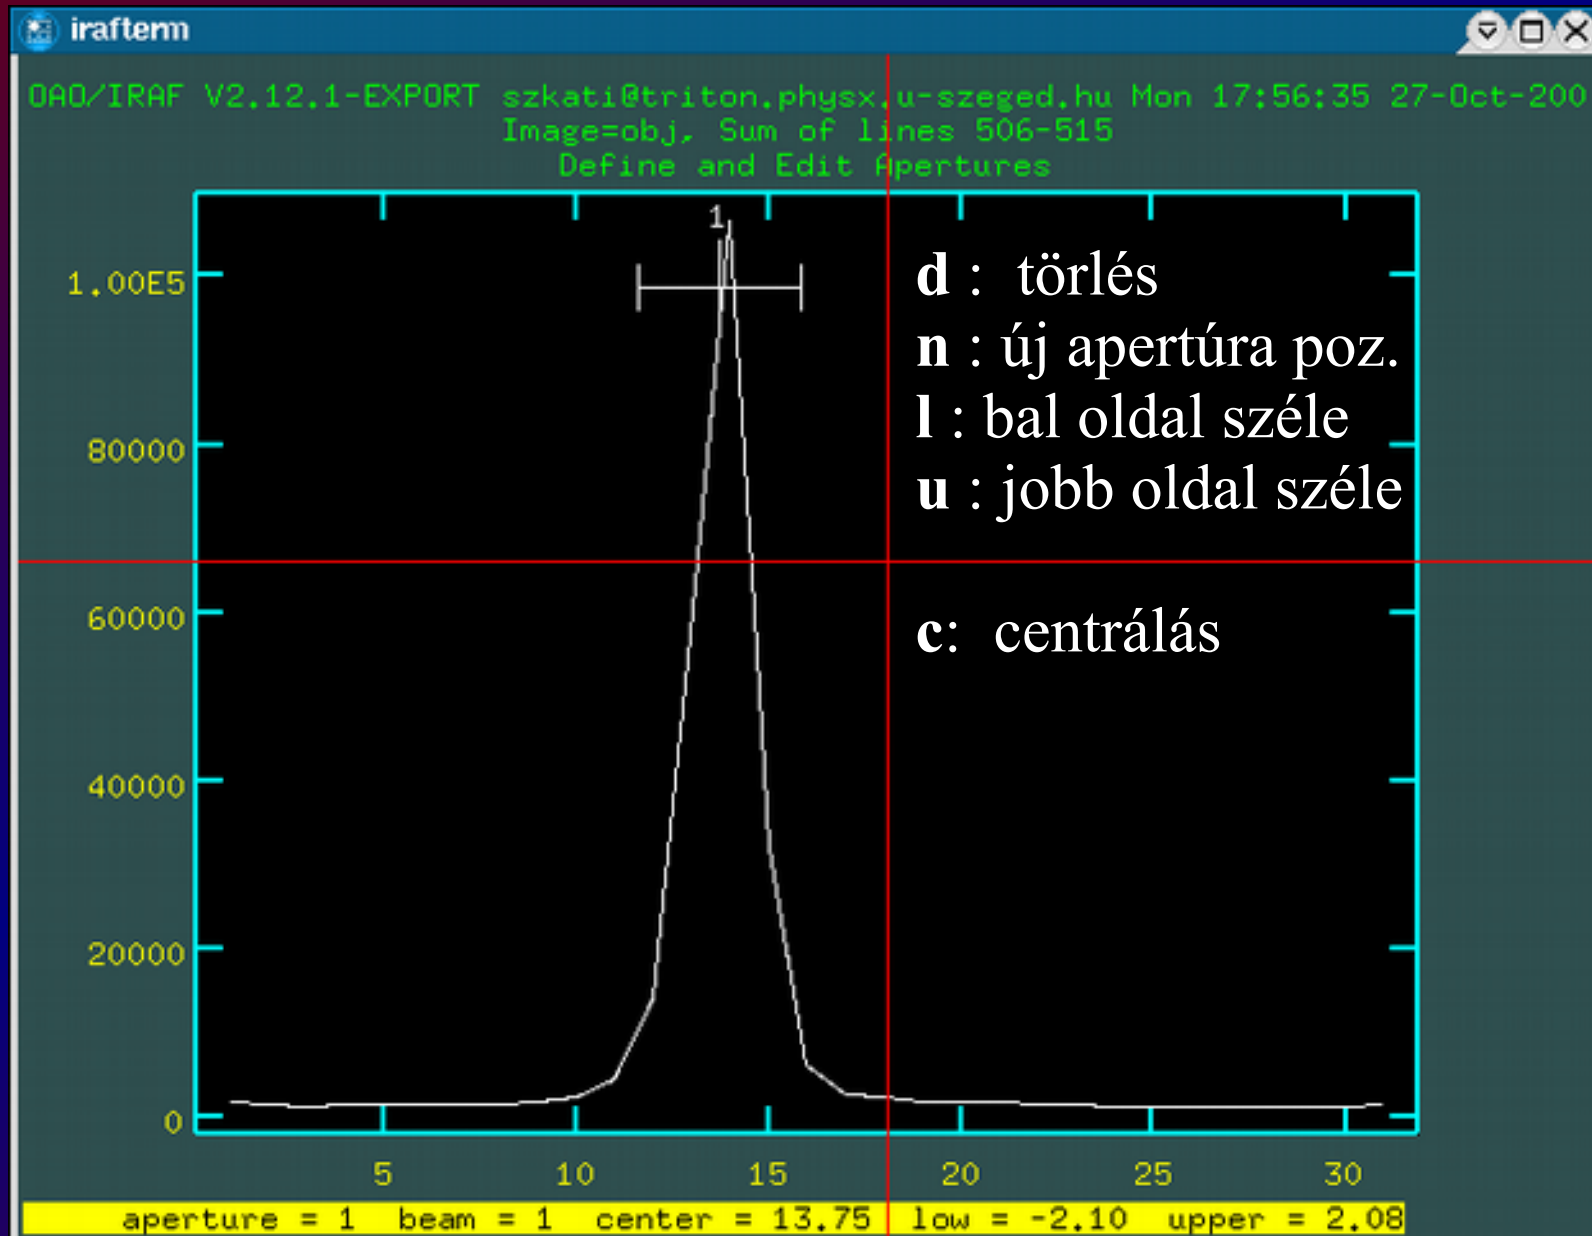 irafterm
OAO/IRAF V2.12.1-EXPORT szkati@triton.physx.u-szeged.hu Mon 17:56:35 27-Oct-200
Image=obj, Sum of lines 506-515
Define and Edit Apertures
1
1.00E5
80000
60000
40000
20000
0
d : törlés
n : új apertúra poz.
l : bal oldal széle
u : jobb oldal széle
c: centrálás
5 10 15 20 25 30
aperture = 1 beam = 1 center = 13.75 low = -2.10 upper = 2.08